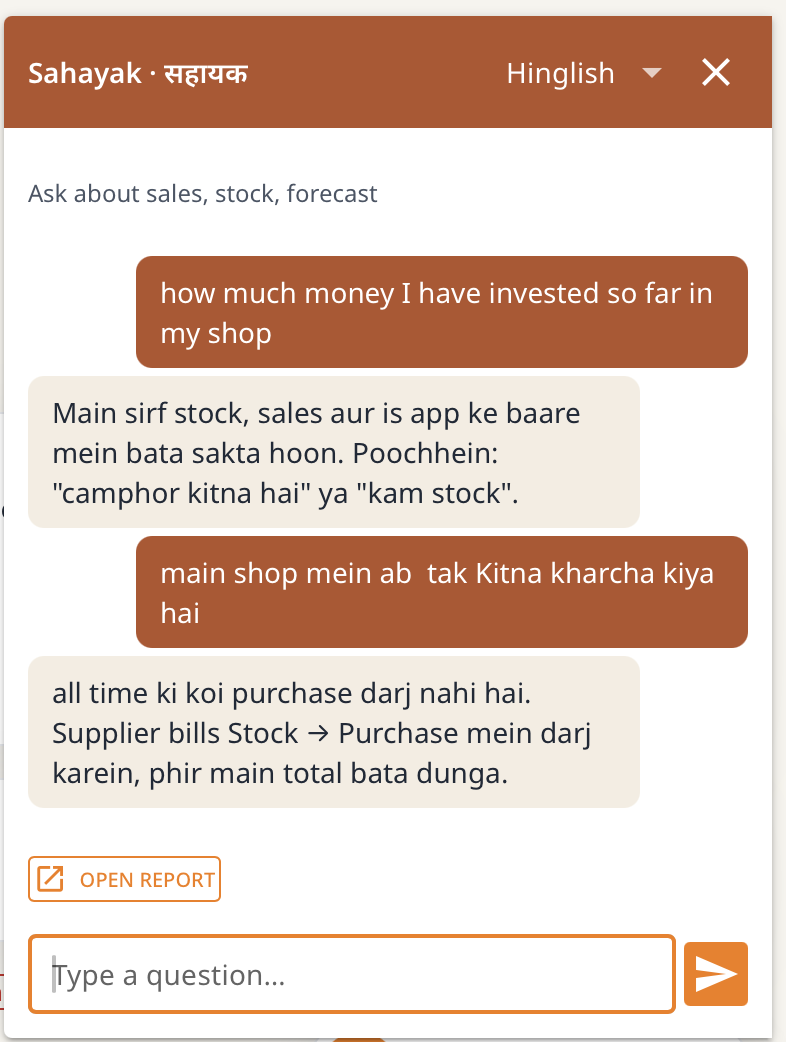 Sahayak · सहायक
Hinglish
Ask about sales, stock, forecast
how much money I have invested so far in
my shop
Main sirf stock, sales aur is app ke baare
mein bata sakta hoon. Poochhein:
"camphor kitna hai" ya "kam stock".
main shop mein ab  tak Kitna kharcha kiya
hai
all time ki koi purchase darj nahi hai.
Supplier bills Stock → Purchase mein darj
karein, phir main total bata dunga.
OPEN REPORT
Type a question...